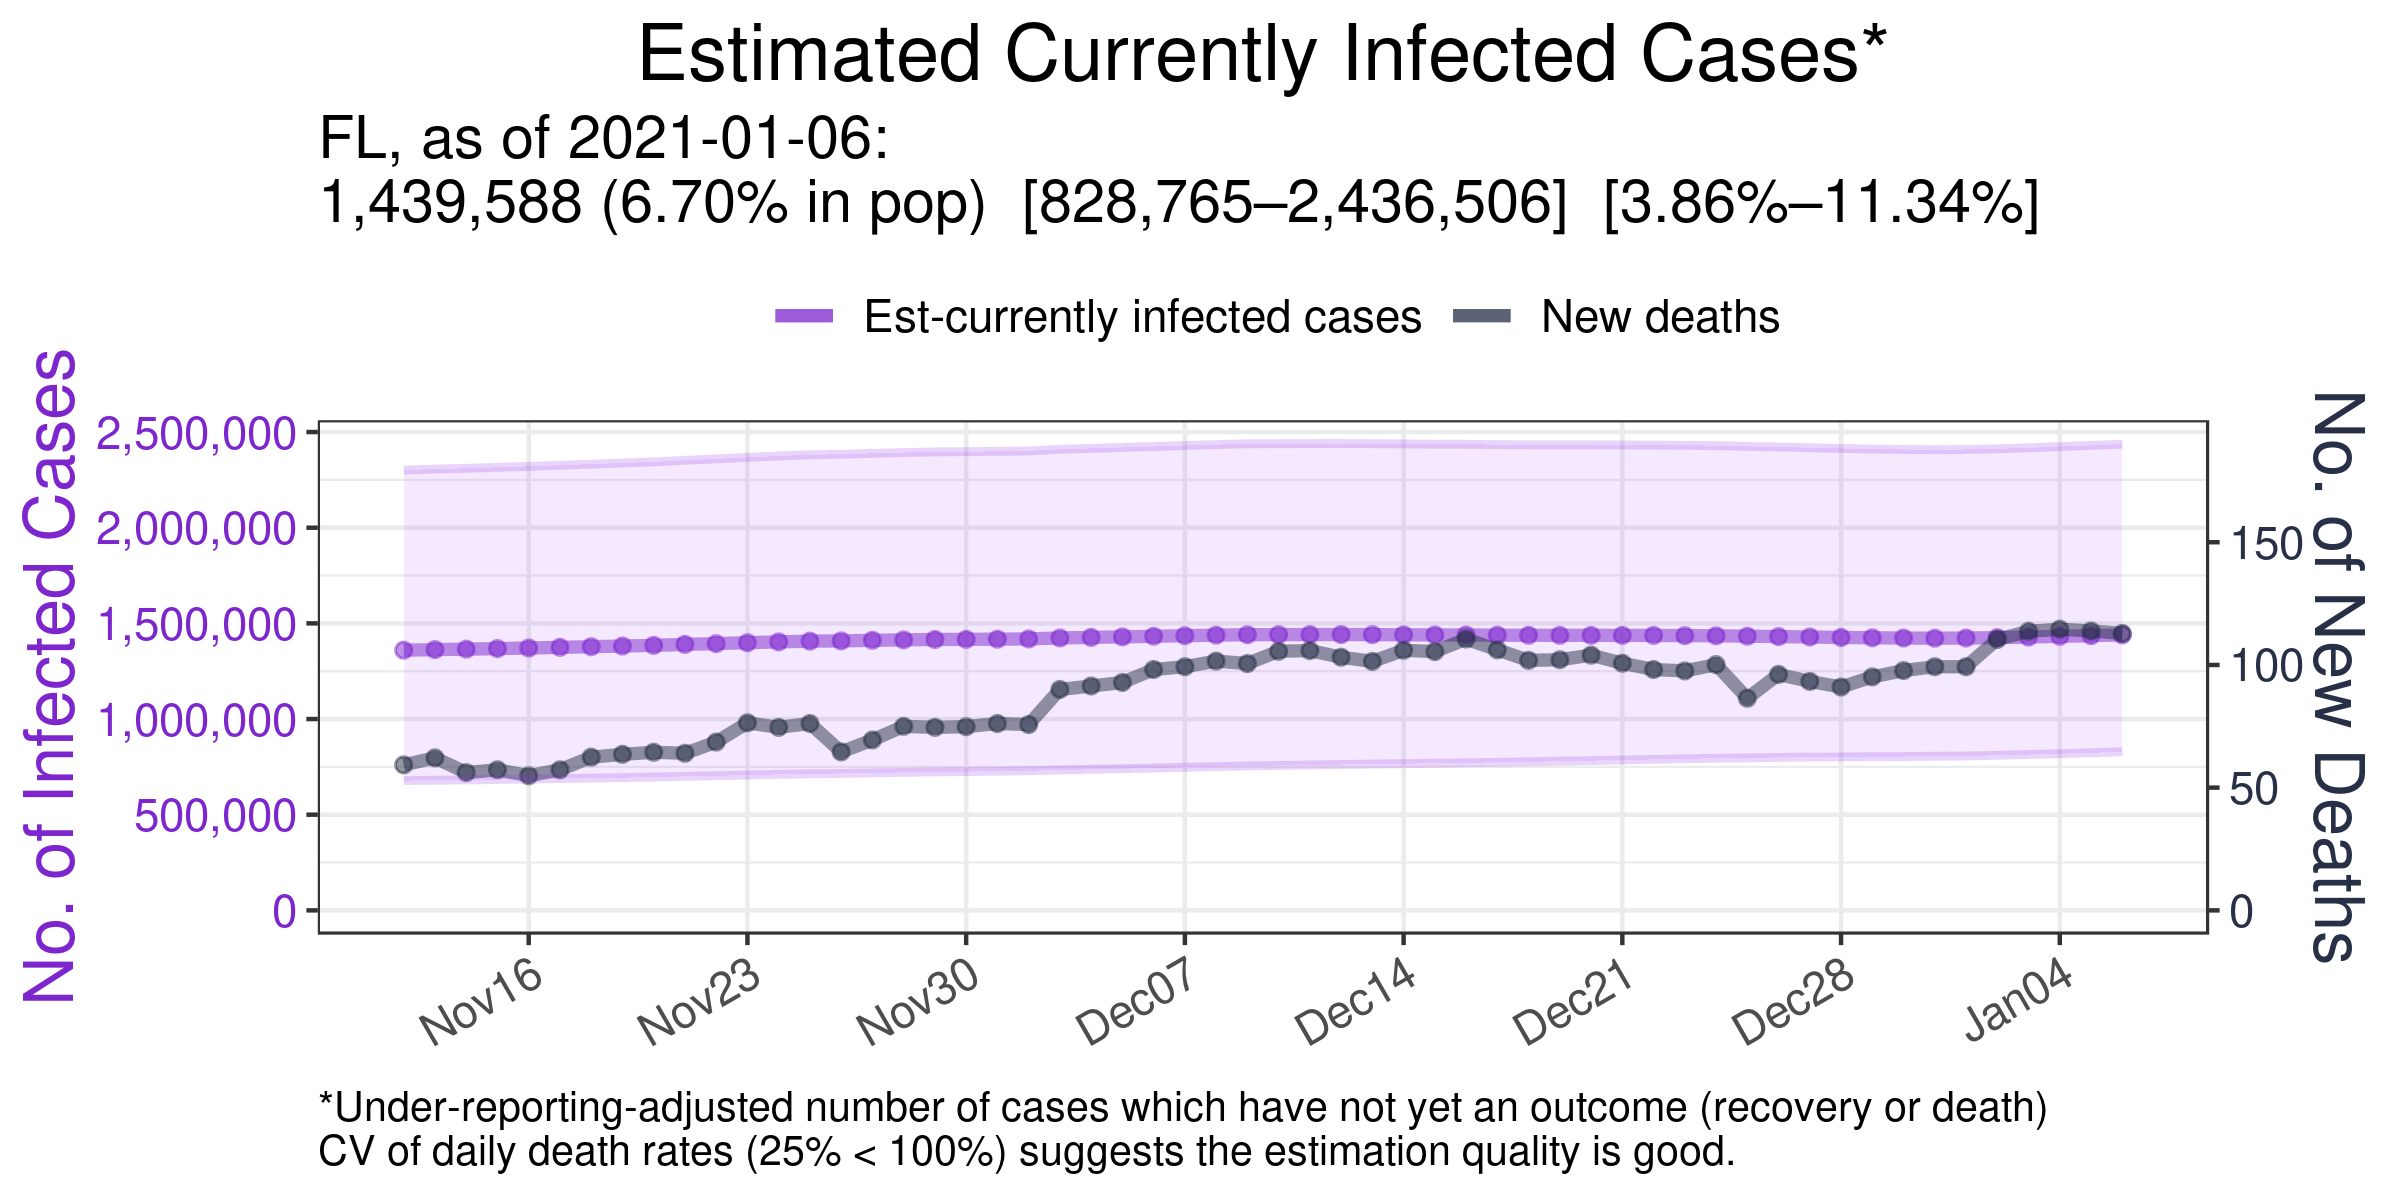 Estimated Currently Infected Cases*
FL, as of 2021-01-06:
1,439,588 (6.70% in pop)  [828,765–2,436,506]  [3.86%–11.34%]
Est-currently infected cases
New deaths
No. of Infected Cases
2,500,000
2,000,000
1,500,000
1,000,000
500,000
0
150
100
50
0
No. of New Deaths
Nov16
Nov23
Nov30
Dec07
Dec14
Dec21
Dec28
Jan04
*Under-reporting-adjusted number of cases which have not yet an outcome (recovery or death)
CV of daily death rates (25% < 100%) suggests the estimation quality is good.